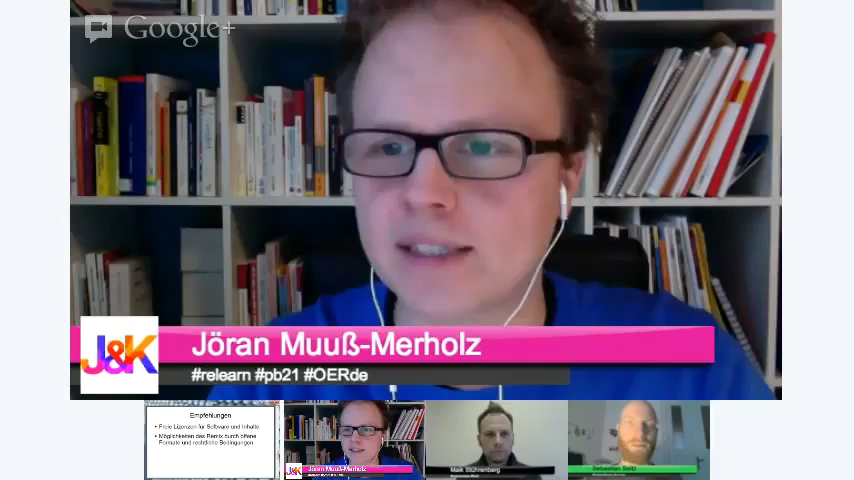 Google+
J&K
Jöran Muuß-Merholz
#relearn #pb21 #OERde
Empfehlungen
• Freie Lizenzen für Software und Inhalte
• Möglichkeiten des Remix durch offene
Formate und rechtliche Bedingungen
J&K
Jöran Muuß-Merholz
Maik Stührenberg
Sebastian Seitz